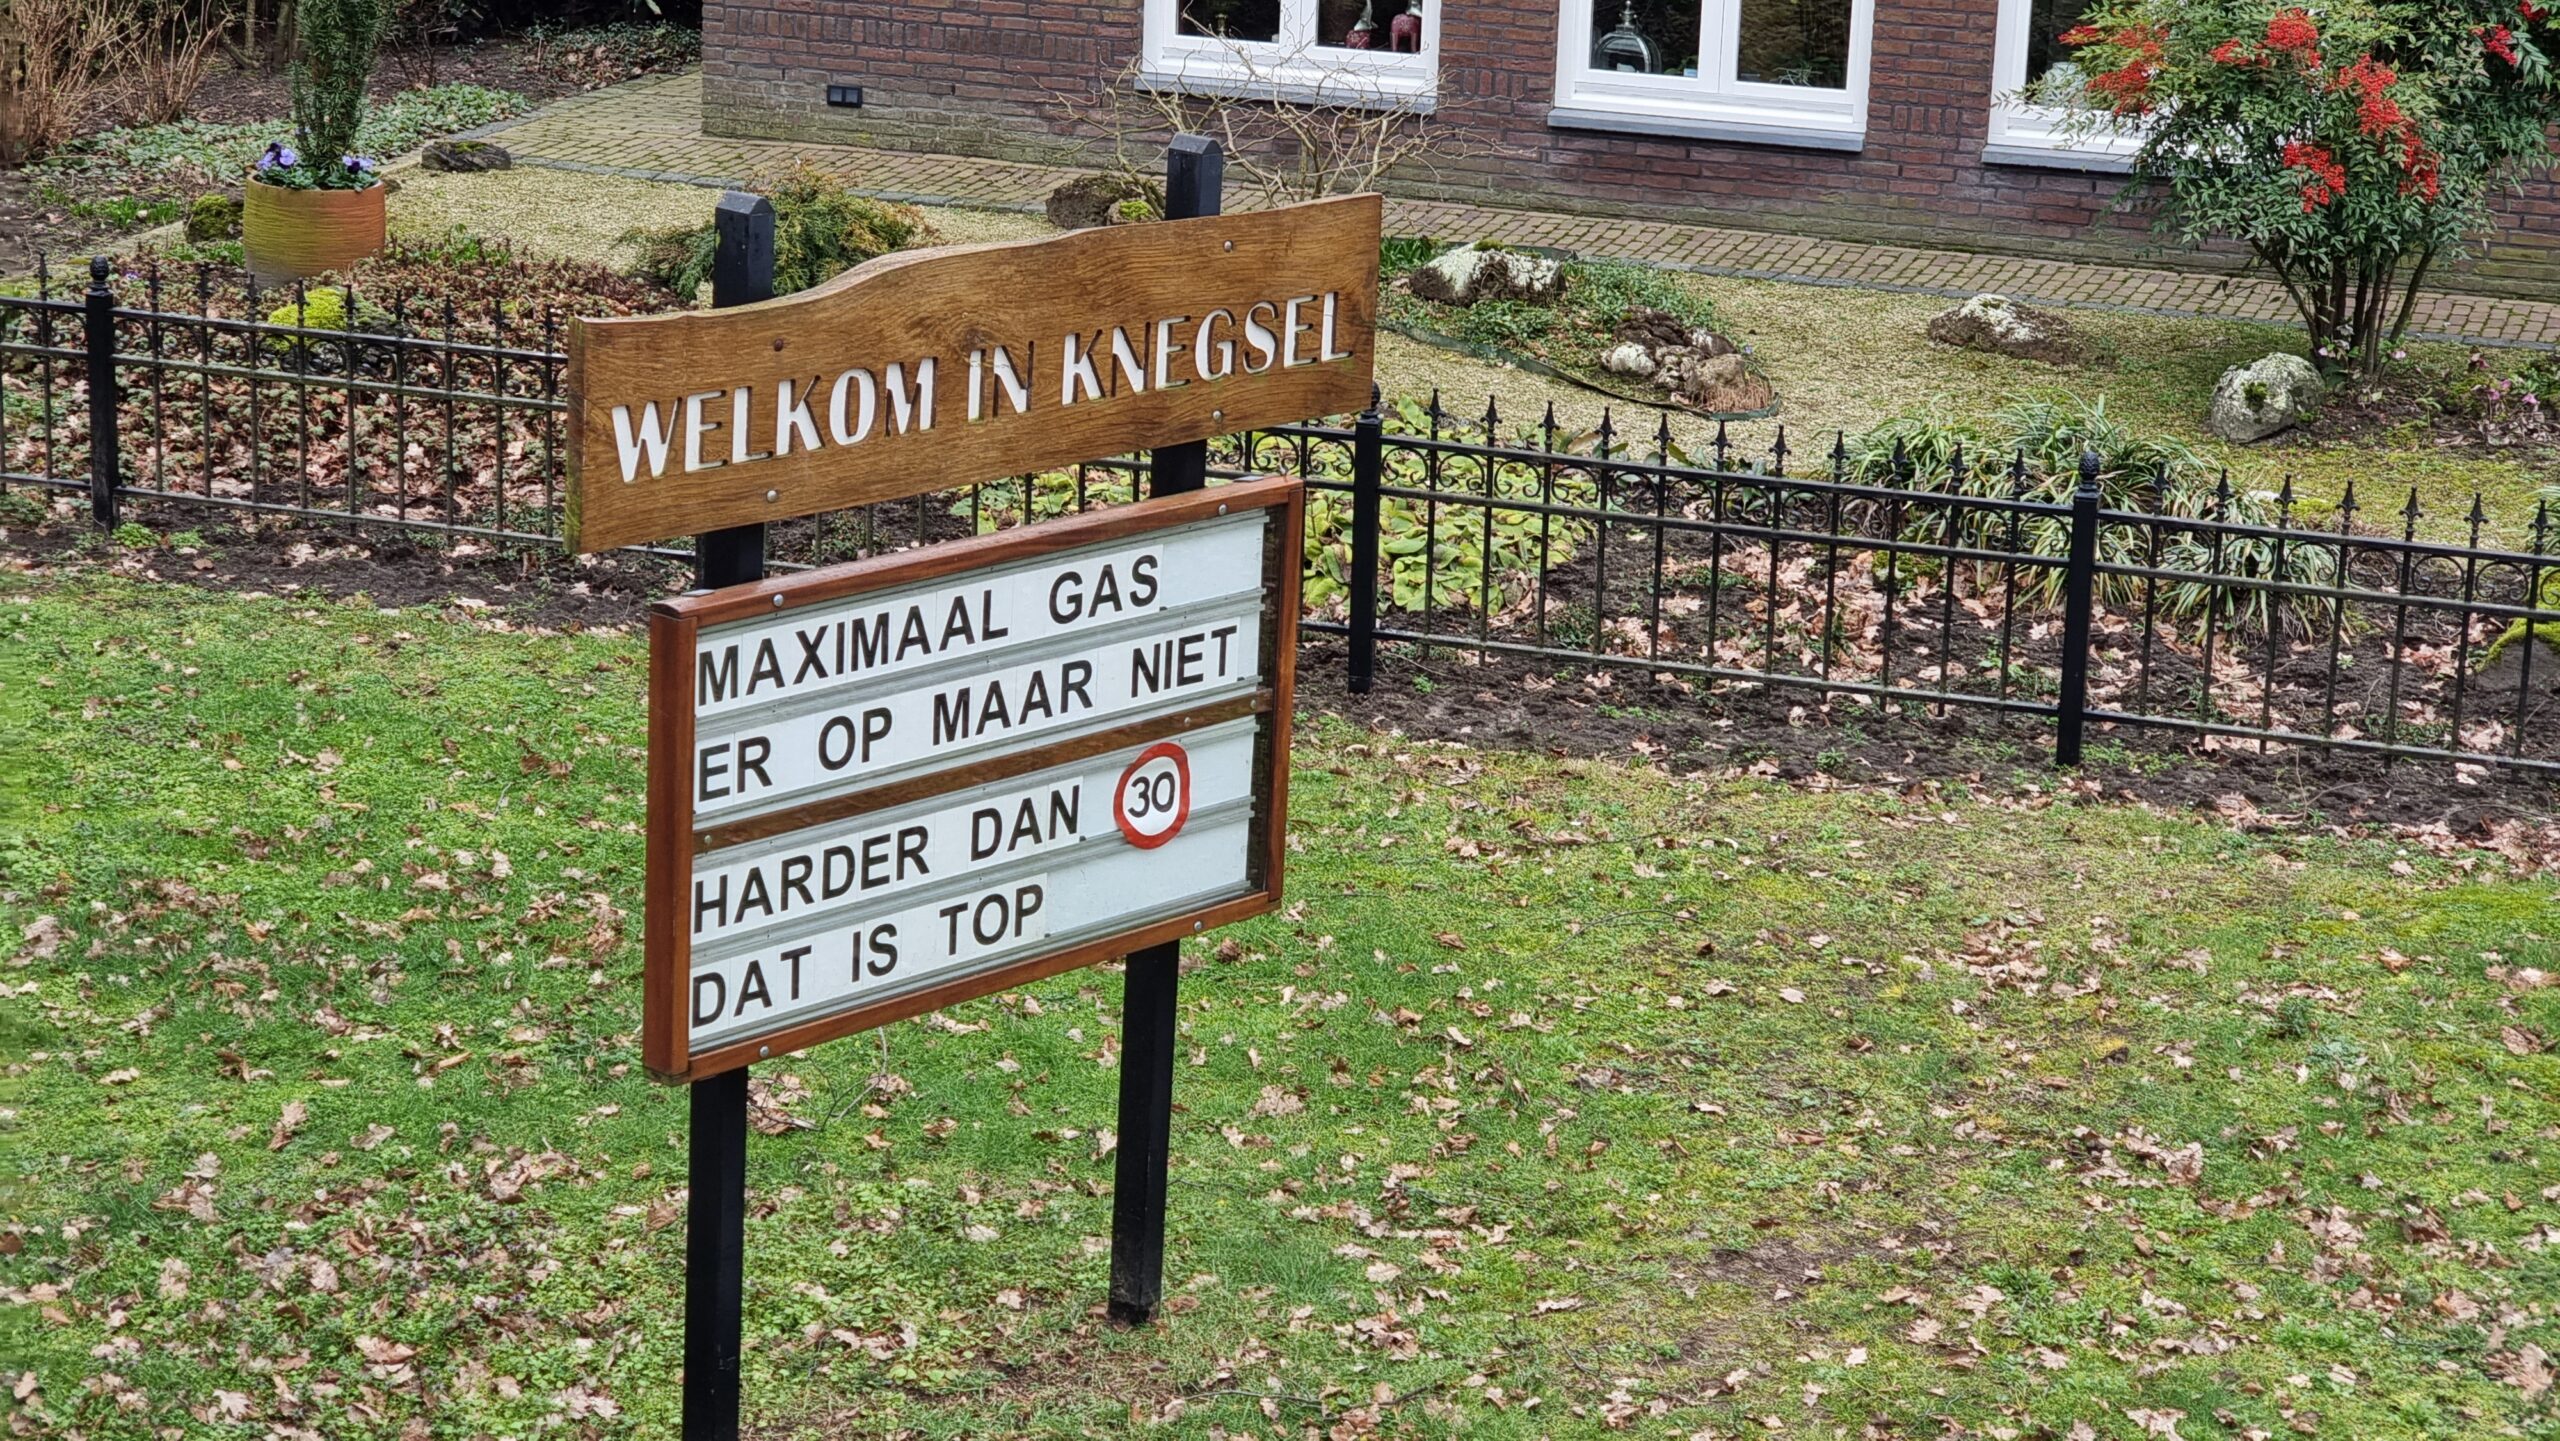 WELKOM IN KNEGSEL
MAXIMAAL GAS
ER OP MAAR NIET
HARDER DAN 30
DAT IS TOP